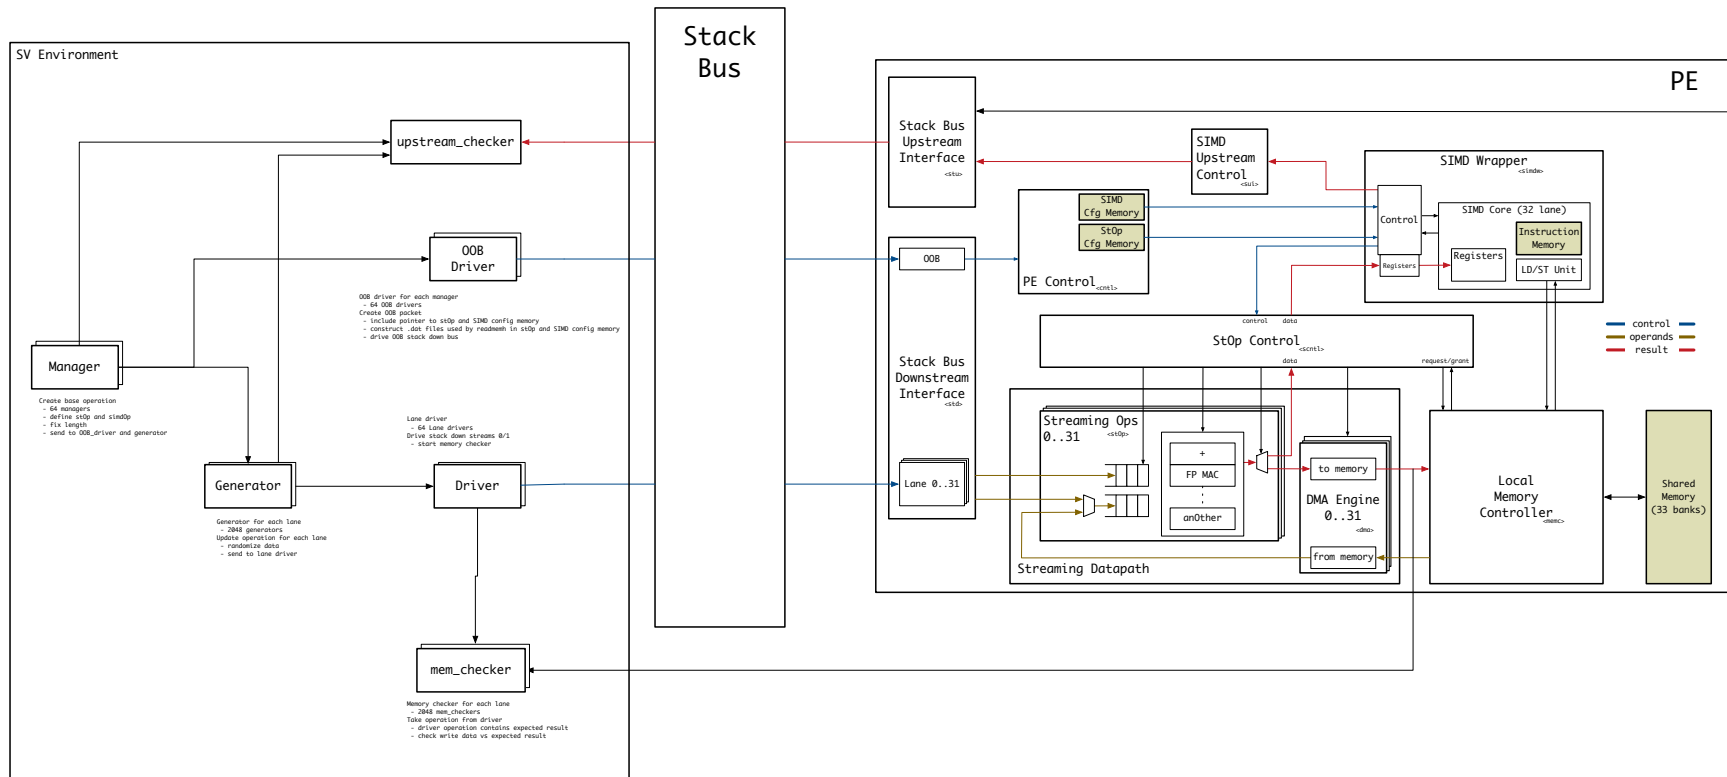 SV Environment
Stack
Bus
PE
upstream_checker
OOB
Driver
OOB driver for each manager
- 64 OOB drivers
Create OOB packet
- include pointer to stOp and SIMD config memory
- construct .dat files used by readmemh in stOp and SIMD config memory
- drive OOB stack down bus
Manager
Create base operation
- 64 managers
- define stOp and simdOp
- fix length
- send to OOB_driver and generator
Lane driver
- 64 Lane drivers
Drive stack down streams 0/1
- start memory checker
Generator
Driver
Generator for each lane
- 2048 generators
Update operation for each lane
- randomize data
- send to lane driver
mem_checker
Memory checker for each lane
- 2048 mem_checkers
Take operation from driver
- driver operation contains expected result
- check write data vs expected result
Stack Bus
Upstream
Interface
<stu>
SIMD
Upstream
Control
<sui>
SIMD Wrapper
<simdw>
SIMD
Cfg Memory
StOp
Cfg Memory
PE Control
<cntl>
Control
Registers
SIMD Core (32 lane)
Instruction
Memory
Registers
LD/ST Unit
OOB
Stack Bus
Downstream
Interface
<std>
Lane 0..31
control
data
StOp Control
<scntl>
data
request/grant
control
operands
result
Streaming Ops
0..31
<stOp>
+
FP MAC
anOther
to memory
DMA Engine
0..31
<dma>
from memory
Streaming Datapath
Local
Memory
Controller
<memc>
Shared
Memory
(33 banks)